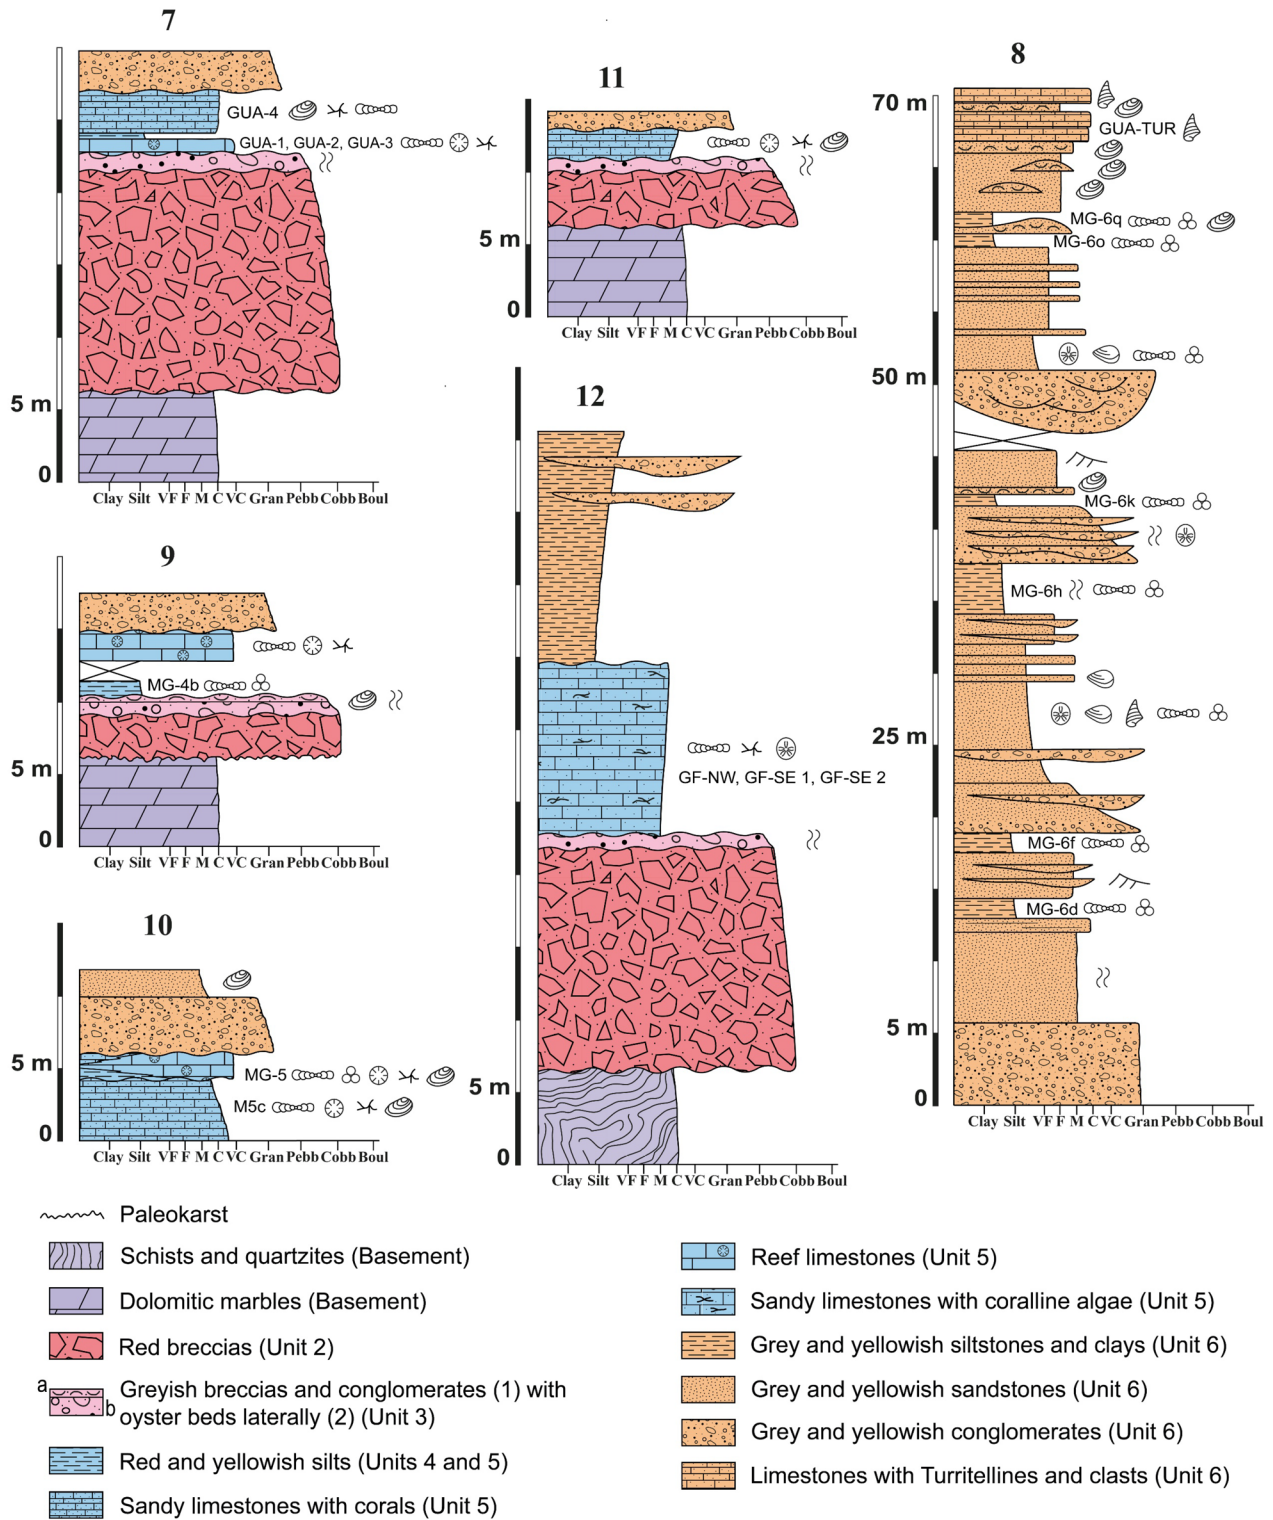 7
GUA-4
GUA-1, GUA-2, GUA-3
5 m
0
Clay Silt VF F M C VC Gran Pebb Cobb Boul
9
MG-4b
5 m
0
Clay Silt VF F M C VC Gran Pebb Cobb Boul
10
MG-5
5 m
M5c
0
Clay Silt VF F M C VC Gran Pebb Cobb Boul
11
5 m
0
Clay Silt VF F M C VC Gran Pebb Cobb Boul
12
GF-NW, GF-SE 1, GF-SE 2
5 m
0
Clay Silt VF F M C VC Gran Pebb Cobb Boul
8
70 m
GUA-TUR
MG-6q
MG-6o
50 m
MG-6k
MG-6h
25 m
MG-6f
MG-6d
5 m
0
Clay Silt VF F M C VC Gran Pebb Cobb Boul
Paleokarst
Schists and quartzites (Basement)
Dolomitic marbles (Basement)
Red breccias (Unit 2)
a
b
Greyish breccias and conglomerates (1) with
oyster beds laterally (2) (Unit 3)
Red and yellowish silts (Units 4 and 5)
Sandy limestones with corals (Unit 5)
Reef limestones (Unit 5)
Sandy limestones with coralline algae (Unit 5)
Grey and yellowish siltstones and clays (Unit 6)
Grey and yellowish sandstones (Unit 6)
Grey and yellowish conglomerates (Unit 6)
Limestones with Turritellines and clasts (Unit 6)